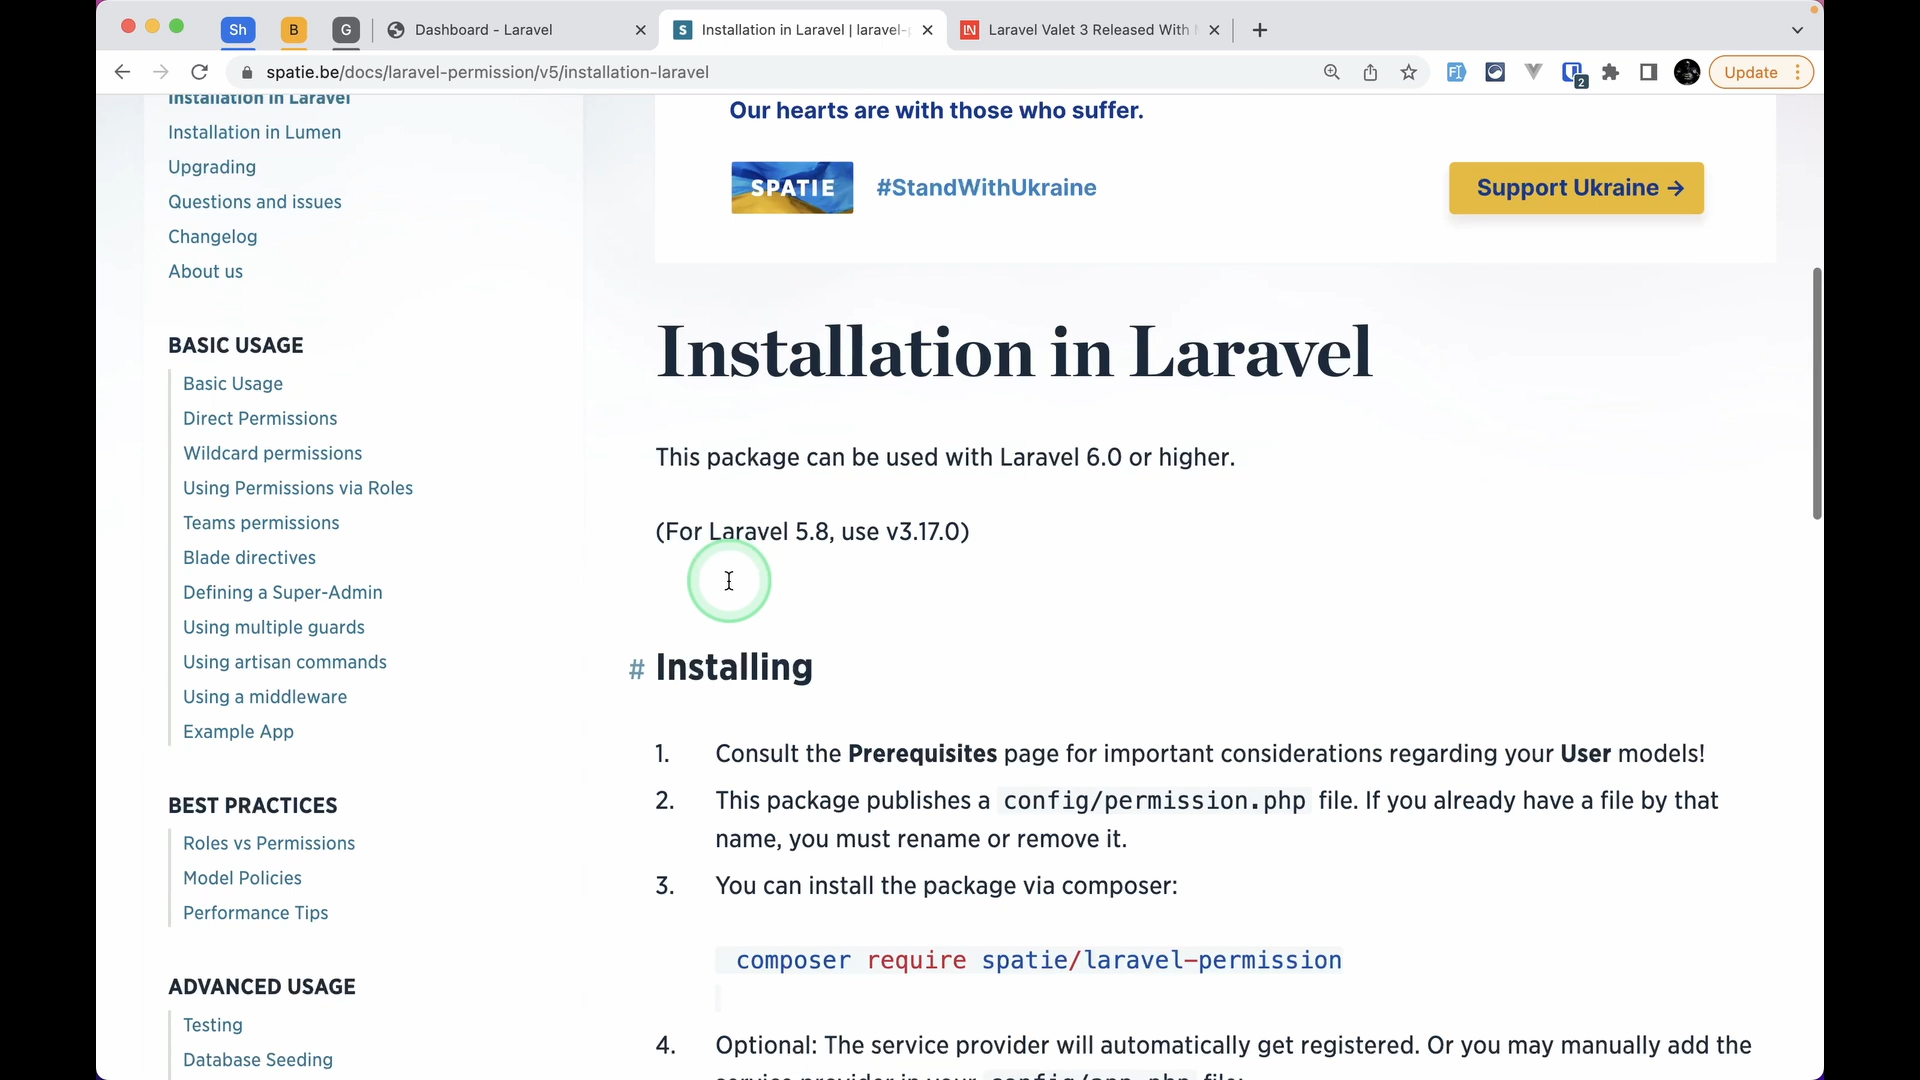 Sh
B
G
Dashboard - Laravel
Installation in Laravel | laravel-
Laravel Valet 3 Released With
spatie.be/docs/laravel-permission/v5/installation-laravel
2
Update
Installation in Laravel
Installation in Lumen
Upgrading
Questions and issues
Changelog
About us
BASIC USAGE
Basic Usage
Direct Permissions
Wildcard permissions
Using Permissions via Roles
Teams permissions
Blade directives
Defining a Super-Admin
Using multiple guards
Using artisan commands
Using a middleware
Example App
BEST PRACTICES
Roles vs Permissions
Model Policies
Performance Tips
ADVANCED USAGE
Testing
Database Seeding
Our hearts are with those who suffer.
SPATIE
#StandWithUkraine
Support Ukraine →
Installation in Laravel
This package can be used with Laravel 6.0 or higher.
(For Laravel 5.8, use v3.17.0)
# Installing
1. Consult the Prerequisites page for important considerations regarding your User models!
2. This package publishes a config/permission.php file. If you already have a file by that
name, you must rename or remove it.
3. You can install the package via composer:
composer require spatie/laravel-permission
4. Optional: The service provider will automatically get registered. Or you may manually add the
service provider in your config/app.php file: